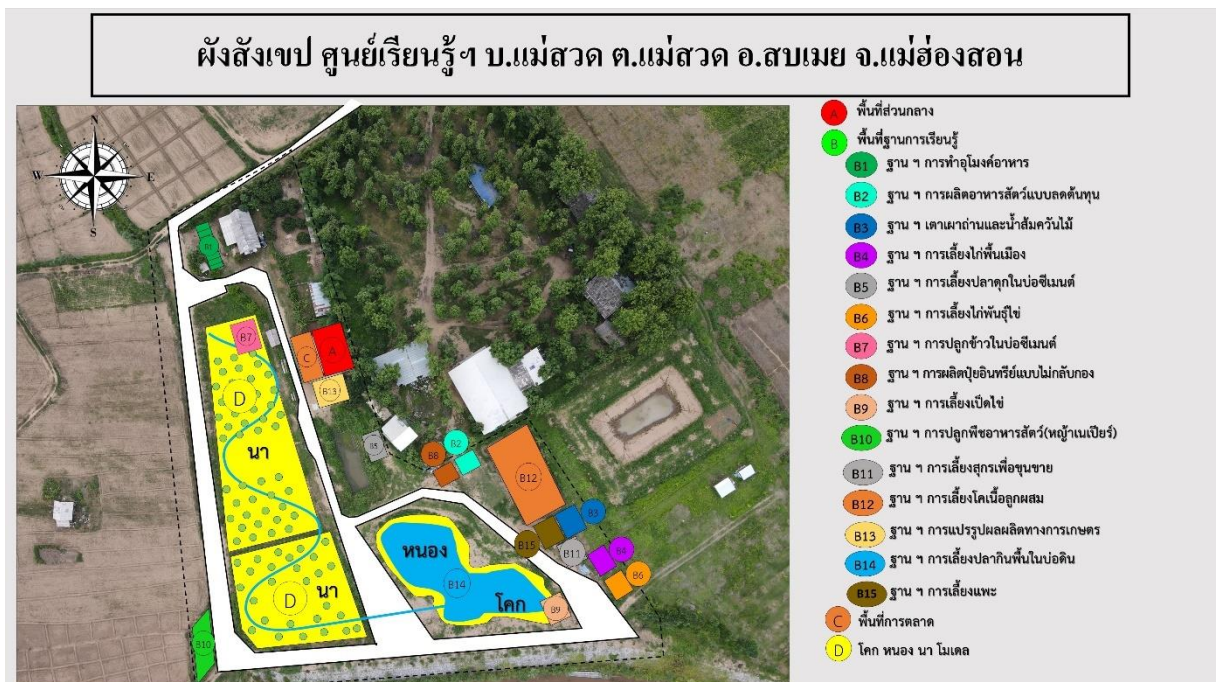 ผังสังเขป ศูนย์เรียนรู้ฯ บ.แม่สวด ต.แม่สวด อ.สบเมย จ.แม่ฮ่องสอน
N
W
E
S
B1
B7
C
A
B13
D
นา
B5
B8
B2
B12
B3
B15
B11
B4
B6
หนอง
B14
โคก
B9
นา
D
B10
A พื้นที่ส่วนกลาง
B พื้นที่ฐานการเรียนรู้
B1 ฐาน ฯ การทำอุโมงค์อาหาร
B2 ฐาน ฯ การผลิตอาหารสัตว์แบบลดต้นทุน
B3 ฐาน ฯ เตาเผาถ่านและน้ำส้มควันไม้
B4 ฐาน ฯ การเลี้ยงไก่พื้นเมือง
B5 ฐาน ฯ การเลี้ยงปลาดุกในบ่อซีเมนต์
B6 ฐาน ฯ การเลี้ยงไก่พันธุ์ไข่
B7 ฐาน ฯ การปลูกข้าวในบ่อซีเมนต์
B8 ฐาน ฯ การผลิตปุ๋ยอินทรีย์แบบไม่กลับกอง
B9 ฐาน ฯ การเลี้ยงเป็ดไข่
B10 ฐาน ฯ การปลูกพืชอาหารสัตว์(หญ้าเนเปียร์)
B11 ฐาน ฯ การเลี้ยงสุกรเพื่อขุนขาย
B12 ฐาน ฯ การเลี้ยงโคเนื้อลูกผสม
B13 ฐาน ฯ การแปรรูปผลผลิตทางการเกษตร
B14 ฐาน ฯ การเลี้ยงปลากินพืันในบ่อดิน
B15 ฐาน ฯ การเลี้ยงแพะ
C พื้นที่การตลาด
D โคก หนอง นา โมเดล